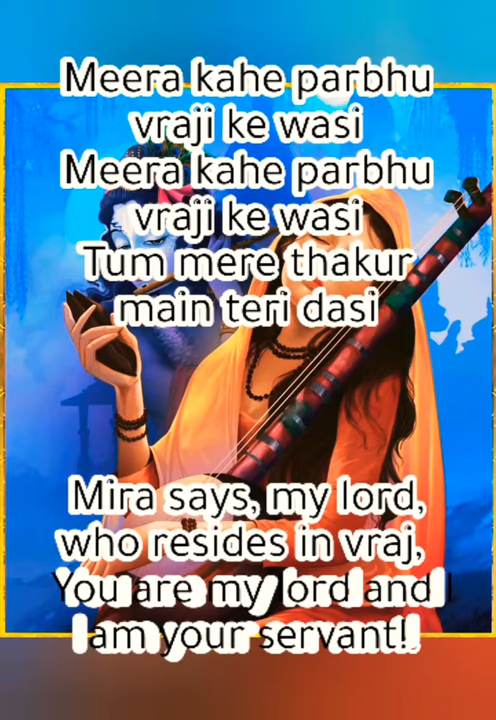 Meera kahe parbhu
vraji ke wasi
Meera kahe parbhu
vraji ke wasi
Tum mere thakur
main teri dasi
Mira says, my lord,
who resides in vraj,
You are my lord and I
am your servant!